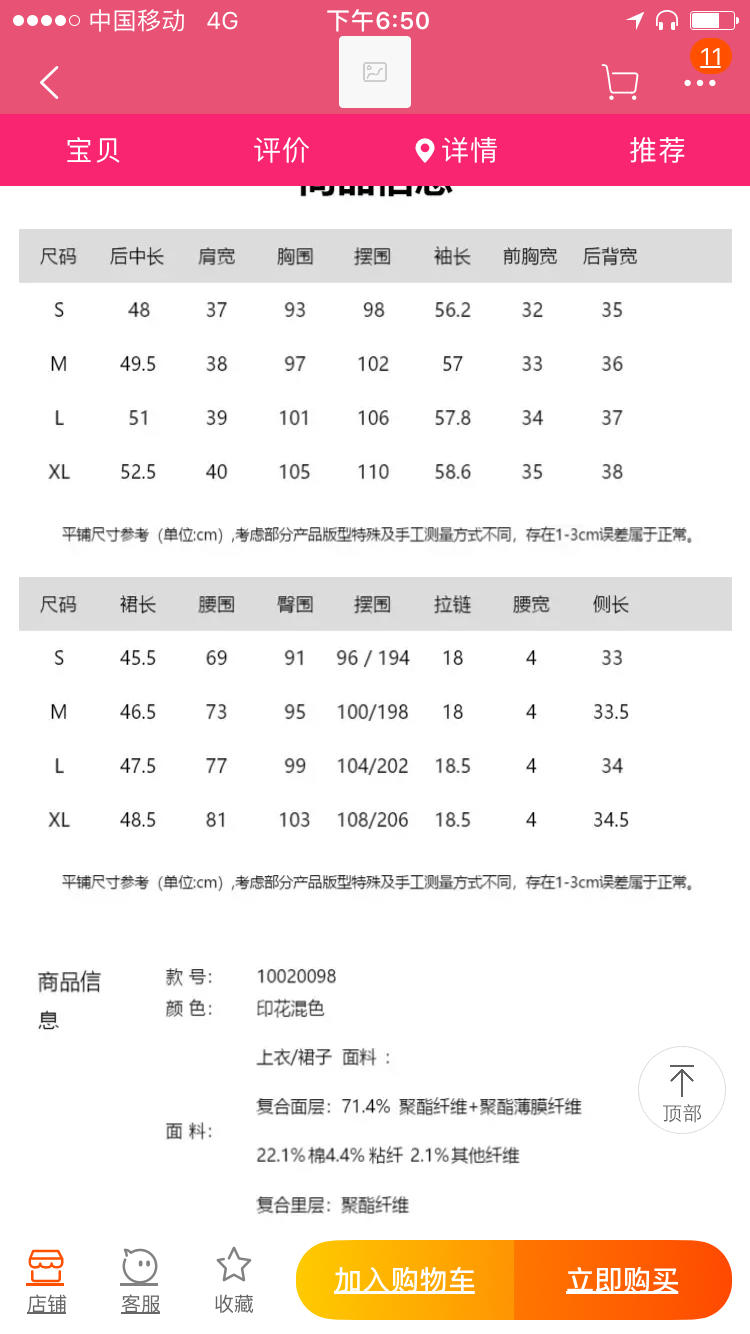 中国移动 4G 下午6:50
11
宝贝 评价 详情 推荐
商品信息
尺码 后中长 肩宽 胸围 摆围 袖长 前胸宽 后背宽
S 48 37 93 98 56.2 32 35
M 49.5 38 97 102 57 33 36
L 51 39 101 106 57.8 34 37
XL 52.5 40 105 110 58.6 35 38
平铺尺寸参考（单位:cm）,考虑部分产品版型特殊及手工测量方式不同，存在1-3cm误差属于正常。
尺码 裙长 腰围 臀围 摆围 拉链 腰宽 侧长
S 45.5 69 91 96 / 194 18 4 33
M 46.5 73 95 100/198 18 4 33.5
L 47.5 77 99 104/202 18.5 4 34
XL 48.5 81 103 108/206 18.5 4 34.5
平铺尺寸参考（单位:cm）,考虑部分产品版型特殊及手工测量方式不同，存在1-3cm误差属于正常。
商品信
息
款 号： 10020098
颜 色： 印花混色
上衣/裙子 面料 ：
复合面层：71.4% 聚酯纤维+聚酯薄膜纤维
面 料：
22.1%棉4.4%粘纤 2.1%其他纤维
复合里层：聚酯纤维
顶部
店铺 客服 收藏 加入购物车 立即购买